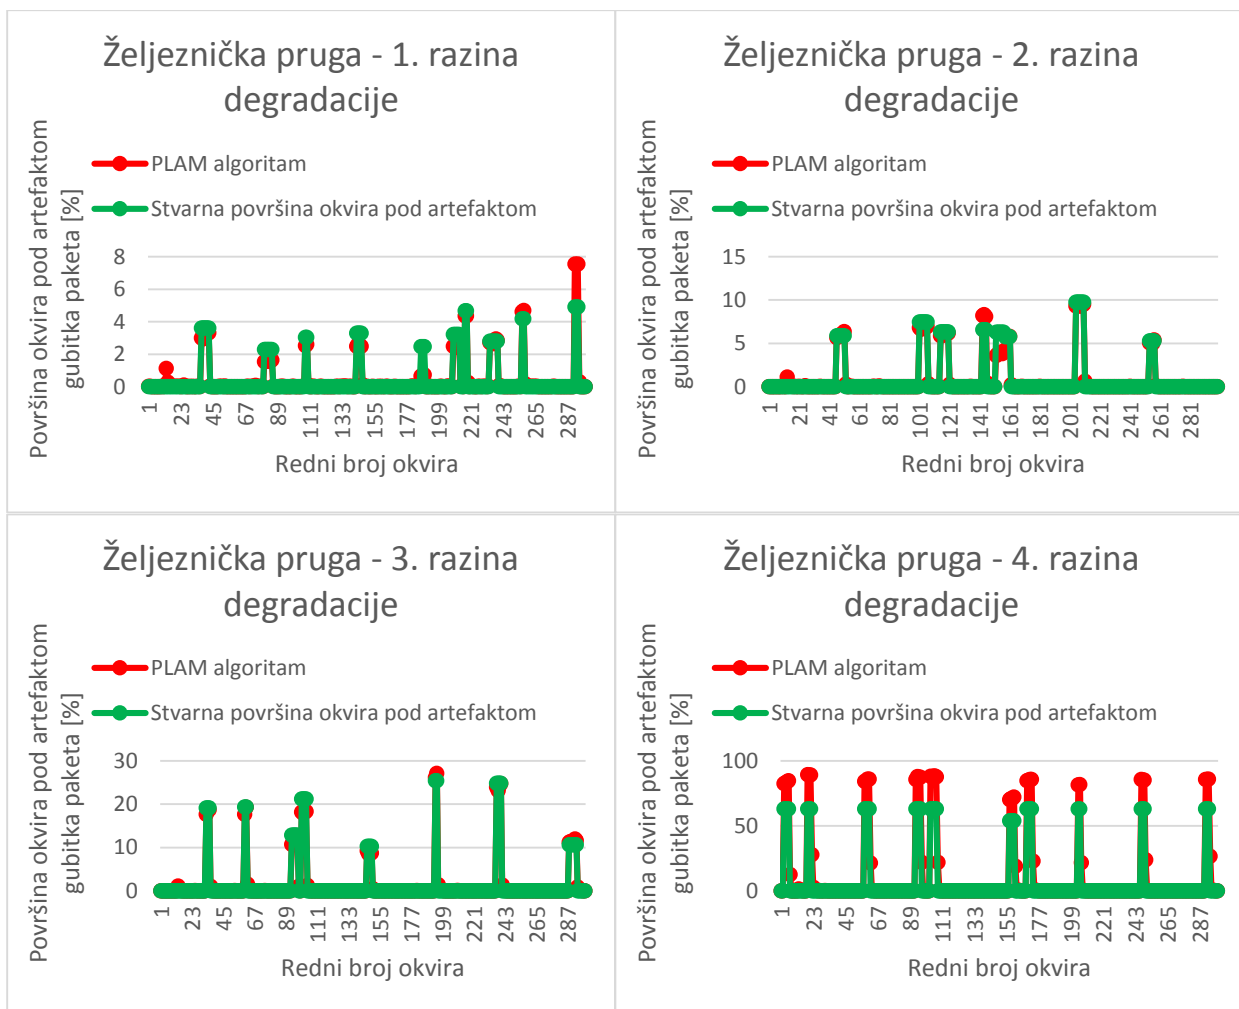 Željeznička pruga - 1. razina
degradacije
Površina okvira pod artefaktom
gubitka paketa [%]
PLAM algoritam
Stvarna površina okvira pod artefaktom
8
6
4
2
0
1 23 45 67 89 111 133 155 177 199 221 243 265 287
Redni broj okvira
Željeznička pruga - 2. razina
degradacije
Površina okvira pod artefaktom
gubitka paketa [%]
PLAM algoritam
Stvarna površina okvira pod artefaktom
15
10
5
0
1 21 41 61 81 101 121 141 161 181 201 221 241 261 281
Redni broj okvira
Željeznička pruga - 3. razina
degradacije
Površina okvira pod artefaktom
gubitka paketa [%]
PLAM algoritam
Stvarna površina okvira pod artefaktom
30
20
10
0
1 23 45 67 89 111 133 155 177 199 221 243 265 287
Redni broj okvira
Željeznička pruga - 4. razina
degradacije
Površina okvira pod artefaktom
gubitka paketa [%]
PLAM algoritam
Stvarna površina okvira pod artefaktom
100
50
0
1 23 45 67 89 111 133 155 177 199 221 243 265 287
Redni broj okvira